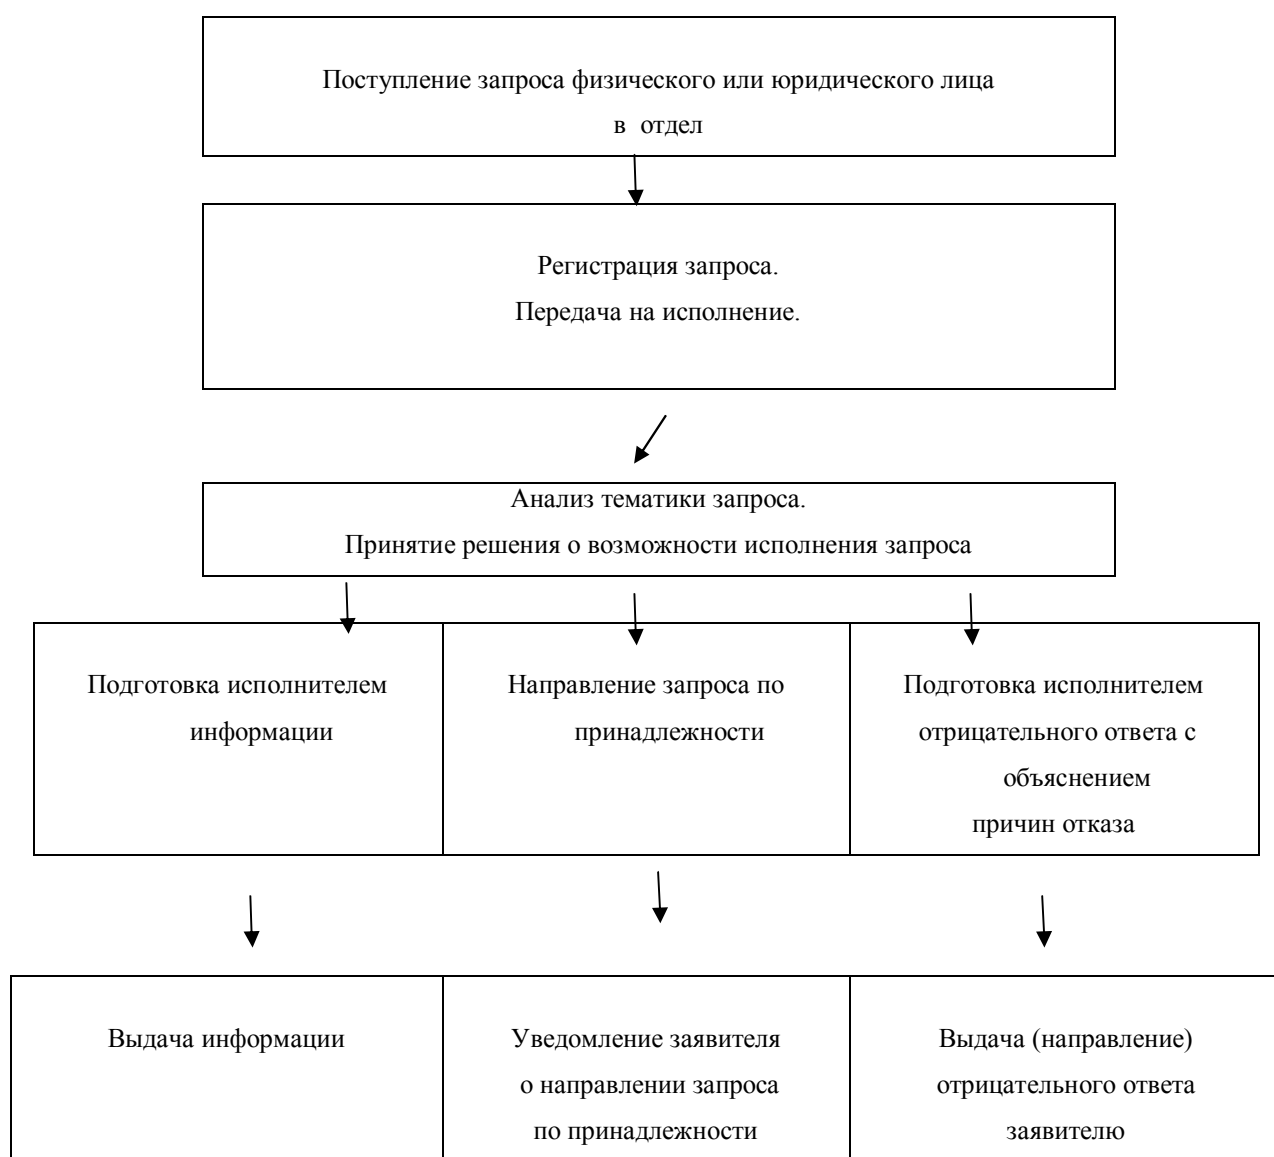 Поступление запроса физического или юридического лица
в отдел
Регистрация запроса.
Передача на исполнение.
Анализ тематики запроса.
Принятие решения о возможности исполнения запроса
Подготовка исполнителем
информации
Направление запроса по
принадлежности
Подготовка исполнителем
отрицательного ответа с
объяснением
причин отказа
Выдача информации
Уведомление заявителя
о направлении запроса
по принадлежности
Выдача (направление)
отрицательного ответа
заявителю